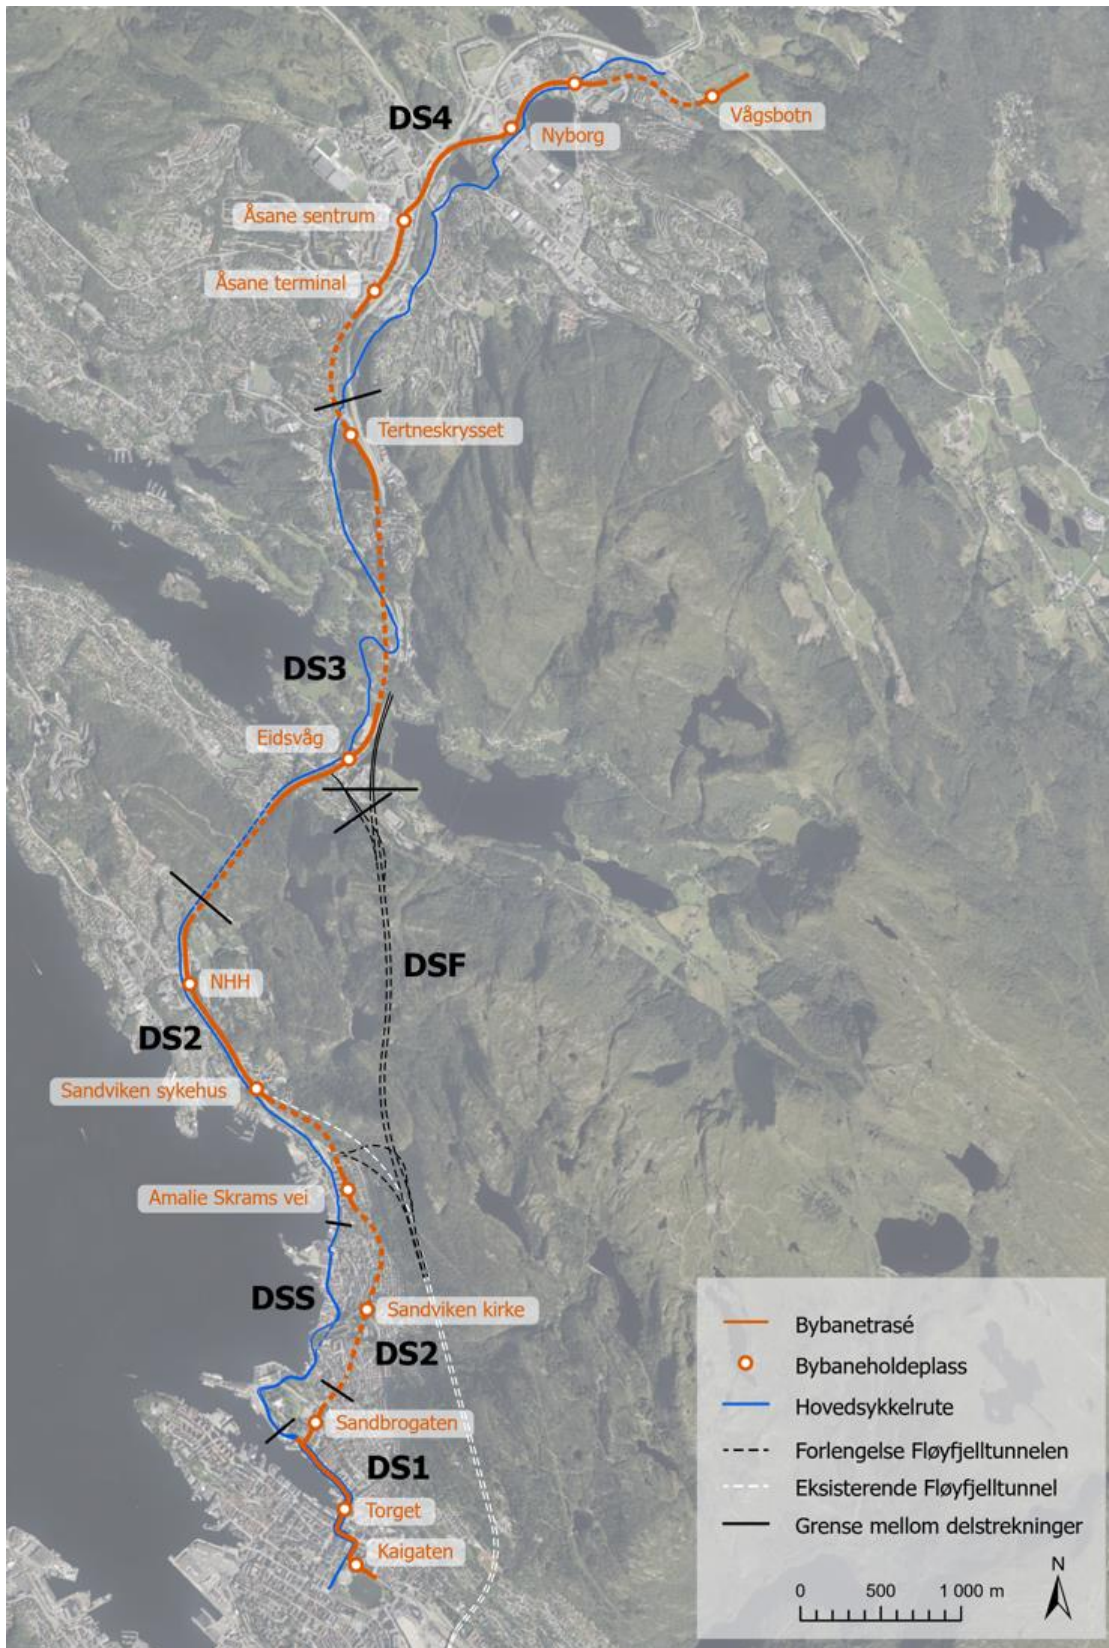 DS4
Vågsbotn
Nyborg
Åsane sentrum
Åsane terminal
Tertneskrysset
DS3
Eidsvåg
DSF
NHH
DS2
Sandviken sykehus
Amalie Skrams vei
DSS
Sandviken kirke
DS2
Sandbrogaten
DS1
Torget
Kaigaten
Bybanetrasé
Bybaneholdeplass
Hovedsykkelrute
Forlengelse Fløyfjelltunnelen
Eksisterende Fløyfjelltunnel
Grense mellom delstrekninger
N
0 500 1 000 m